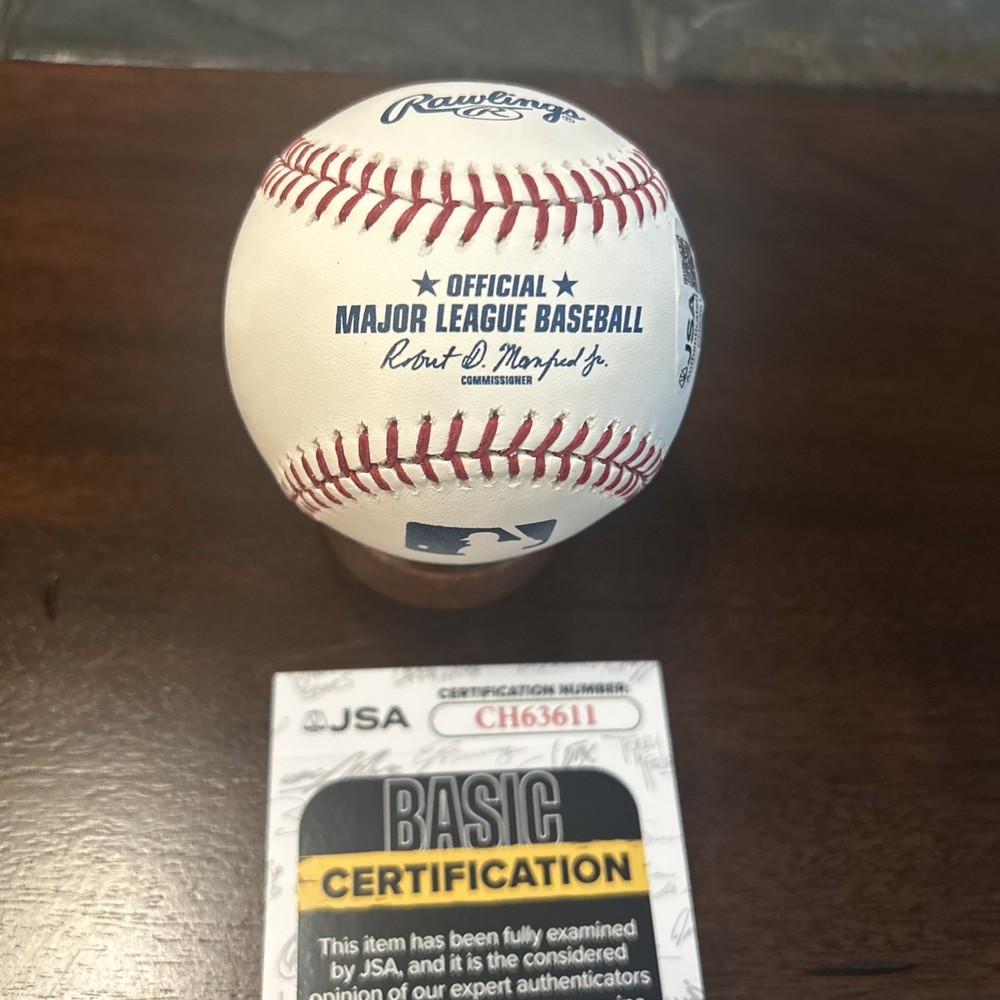 Rawlings
R
★ OFFICIAL ★
MAJOR LEAGUE BASEBALL
Robert D. Manfred Jr.
COMMISSIONER
JSA
CERTIFICATION NUMBER:
JSA
CH63611
BASIC
CERTIFICATION
This item has been fully examined
by JSA, and it is the considered
opinion of our expert authenticators